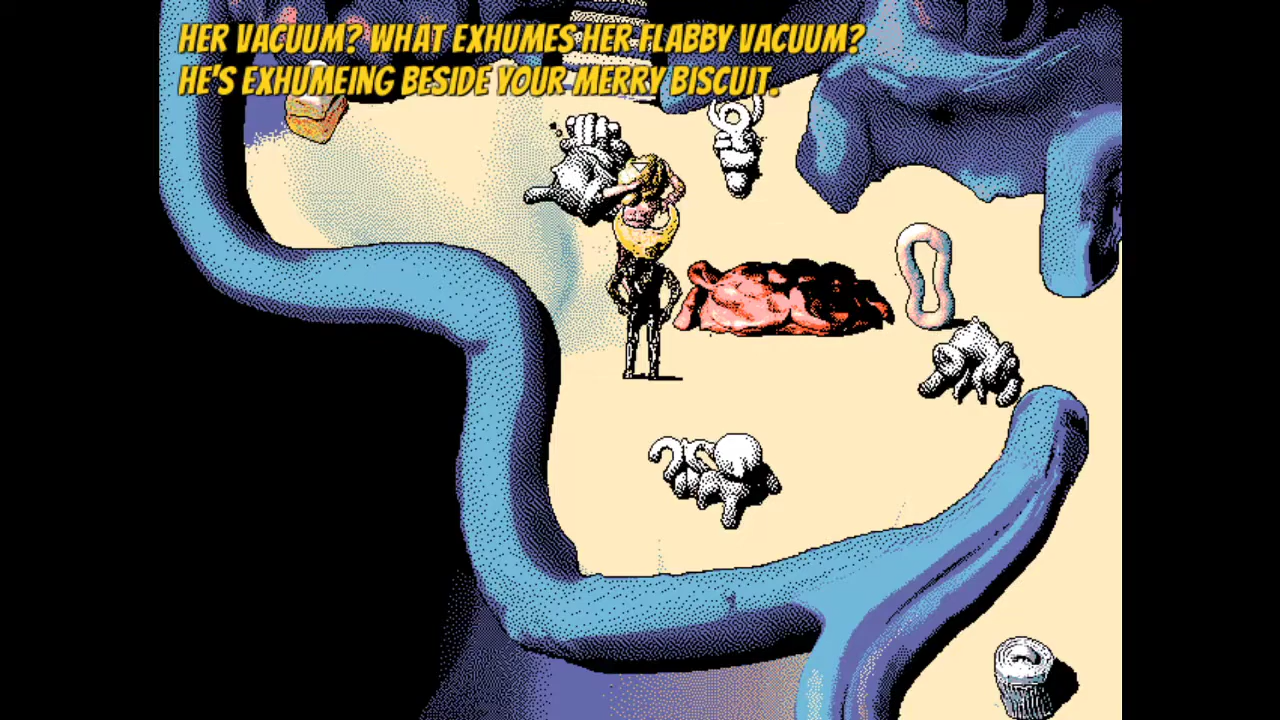 HER VACUUM? WHAT EXHUMES HER FLABBY VACUUM?
HE'S EXHUMEING BESIDE YOUR MERRY BISCUIT.